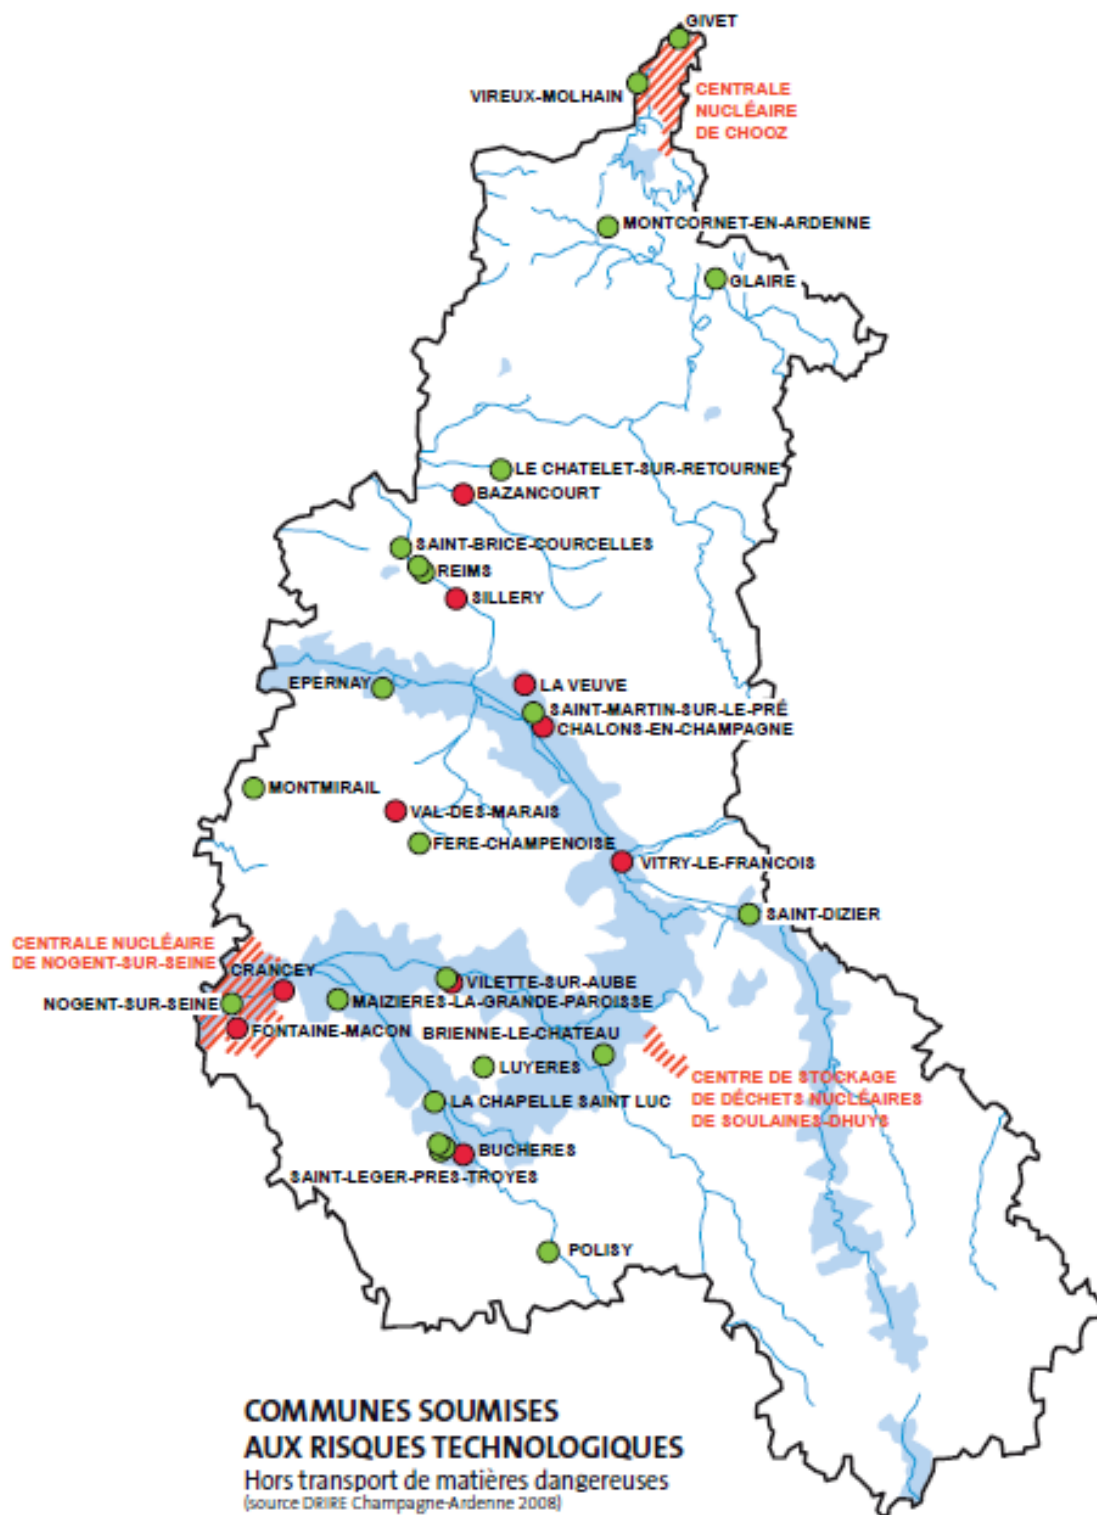 GIVET
VIREUX-MOLHAIN
CENTRALE
NUCLÉAIRE
DE CHOOZ
MONTCORNET-EN-ARDENNE
GLAIRE
LE CHATELET-SUR-RETOURNE
BAZANCOURT
SAINT-BRICE-COURCELLES
REIMS
SILLERY
EPERNAY
LA VEUVE
SAINT-MARTIN-SUR-LE-PRÉ
CHALONS-EN-CHAMPAGNE
MONTMIRAIL
VAL-DES-MARAIS
FERE-CHAMPENOISE
VITRY-LE-FRANCOIS
SAINT-DIZIER
CENTRALE NUCLÉAIRE
DE NOGENT-SUR-SEINE
CRANCEY
NOGENT-SUR-SEINE
FONTAINE-MACON
VILETTE-SUR-AUBE
MAIZIERES-LA-GRANDE-PAROISSE
BRIENNE-LE-CHATEAU
LUYERES
CENTRE DE STOCKAGE
DE DÉCHETS NUCLÉAIRES
DE SOULAINES-DHUYS
LA CHAPELLE SAINT LUC
BUCHERES
SAINT-LEGER-PRES-TROYES
POLISY
COMMUNES SOUMISES
AUX RISQUES TECHNOLOGIQUES
Hors transport de matières dangereuses
(source DRIRE Champagne-Ardenne 2008)